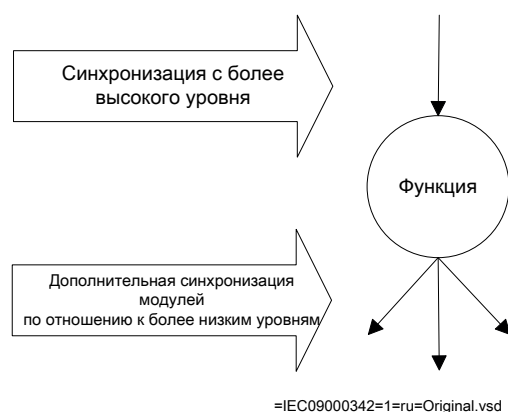 Синхронизация с более
высокого уровня
Функция
Дополнительная синхронизация
модулей
по отношению к более низким уровням
=IEC09000342=1=ru=Original.vsd